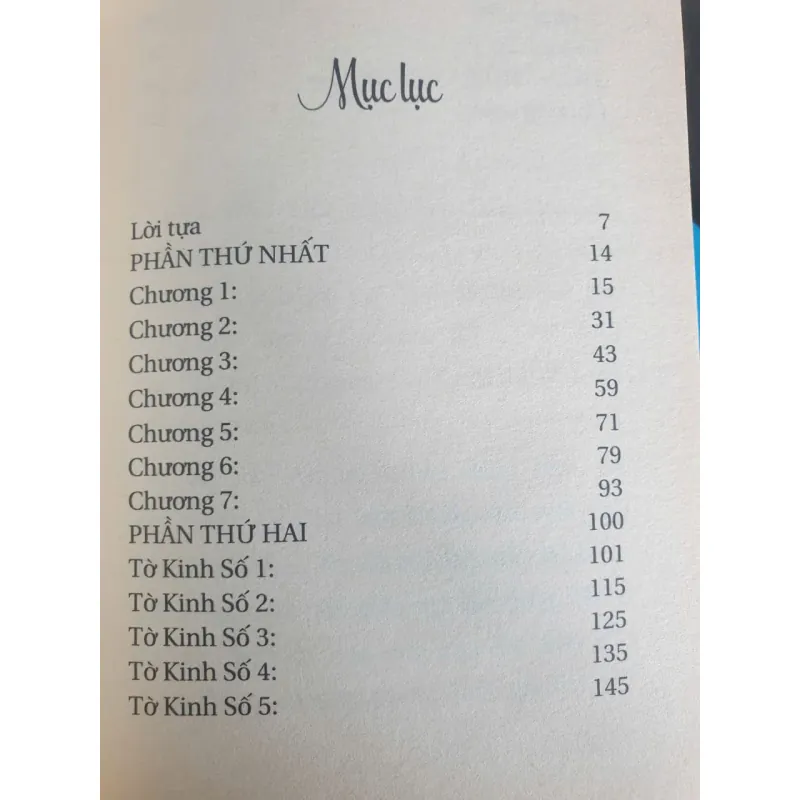 Mục lục
Lời tựa 7
PHẦN THỨ NHẤT 14
Chương 1: 15
Chương 2: 31
Chương 3: 43
Chương 4: 59
Chương 5: 71
Chương 6: 79
Chương 7: 93
PHẦN THỨ HAI 100
Tờ Kinh Số 1: 101
Tờ Kinh Số 2: 115
Tờ Kinh Số 3: 125
Tờ Kinh Số 4: 135
Tờ Kinh Số 5: 145